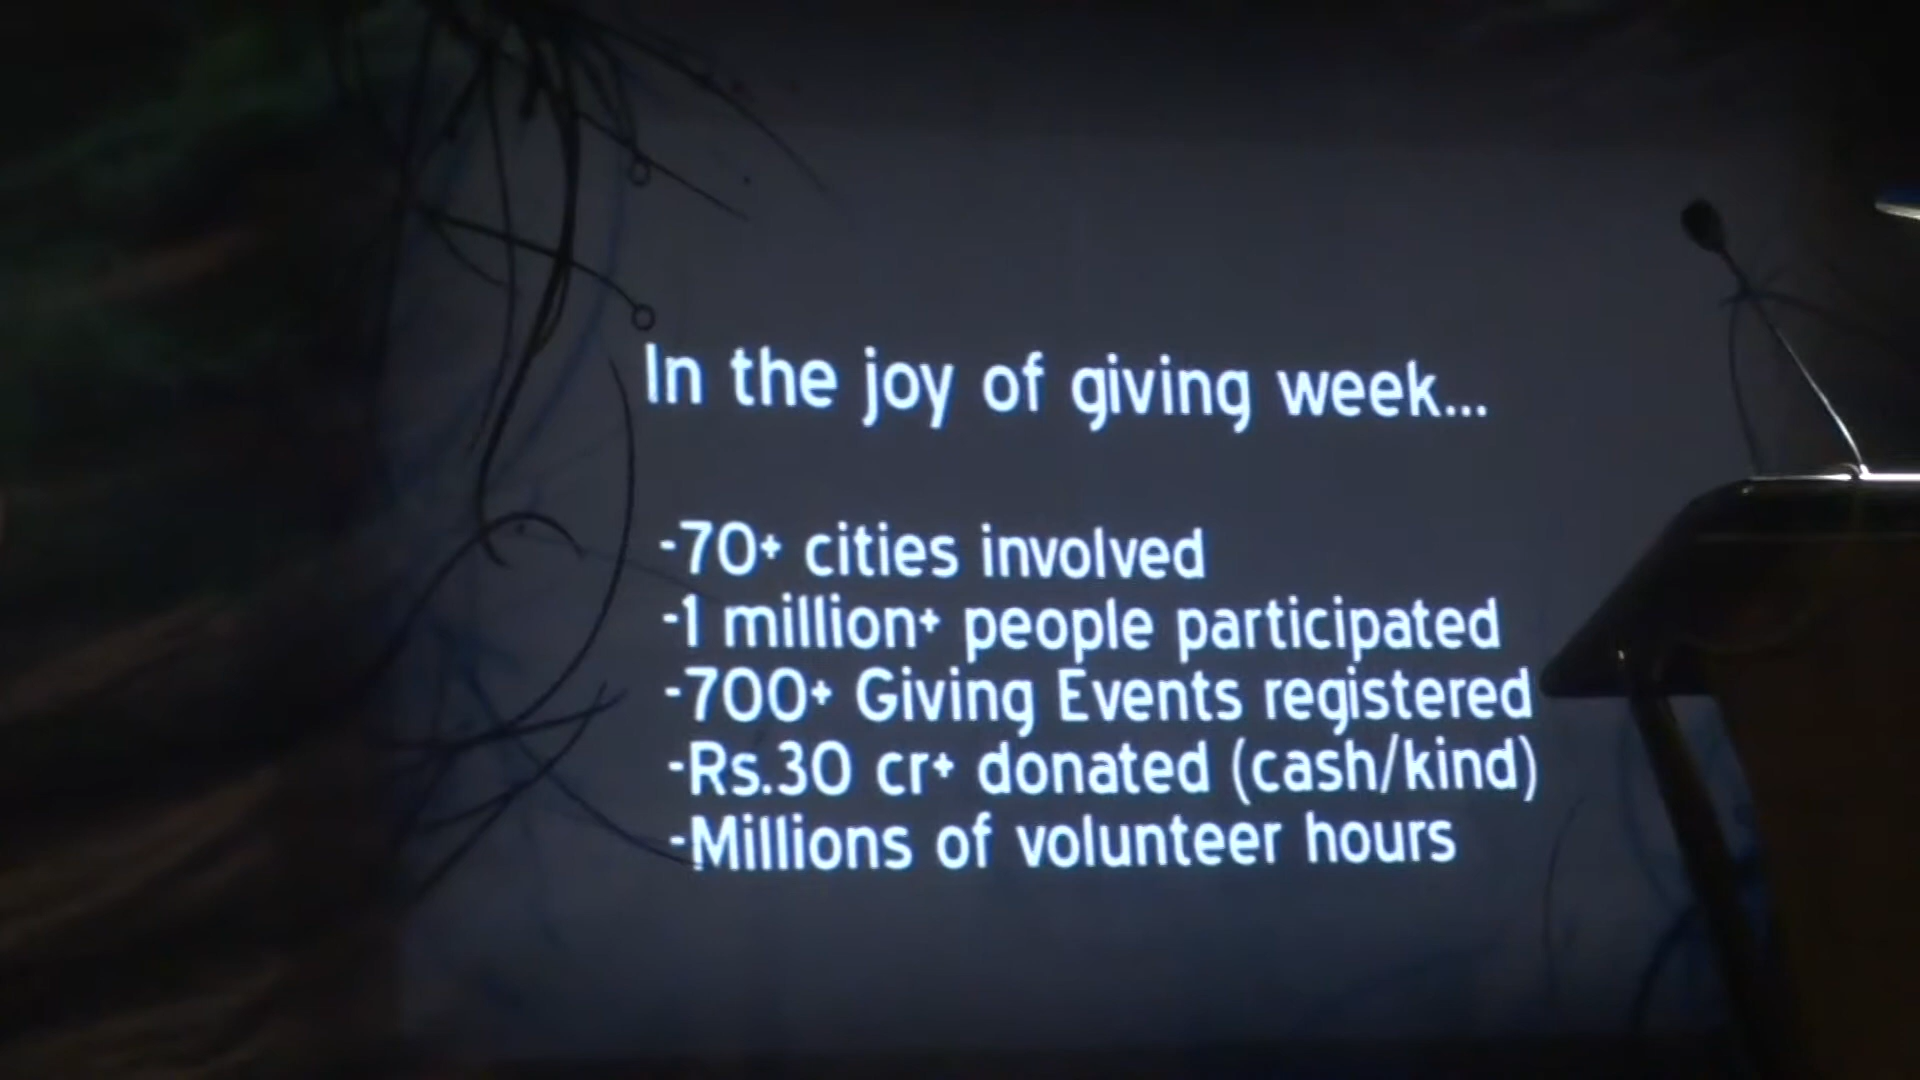 In the joy of giving week...
-70+ cities involved
-1 million+ people participated
-700+ Giving Events registered
-Rs.30 cr+ donated (cash/kind)
-Millions of volunteer hours